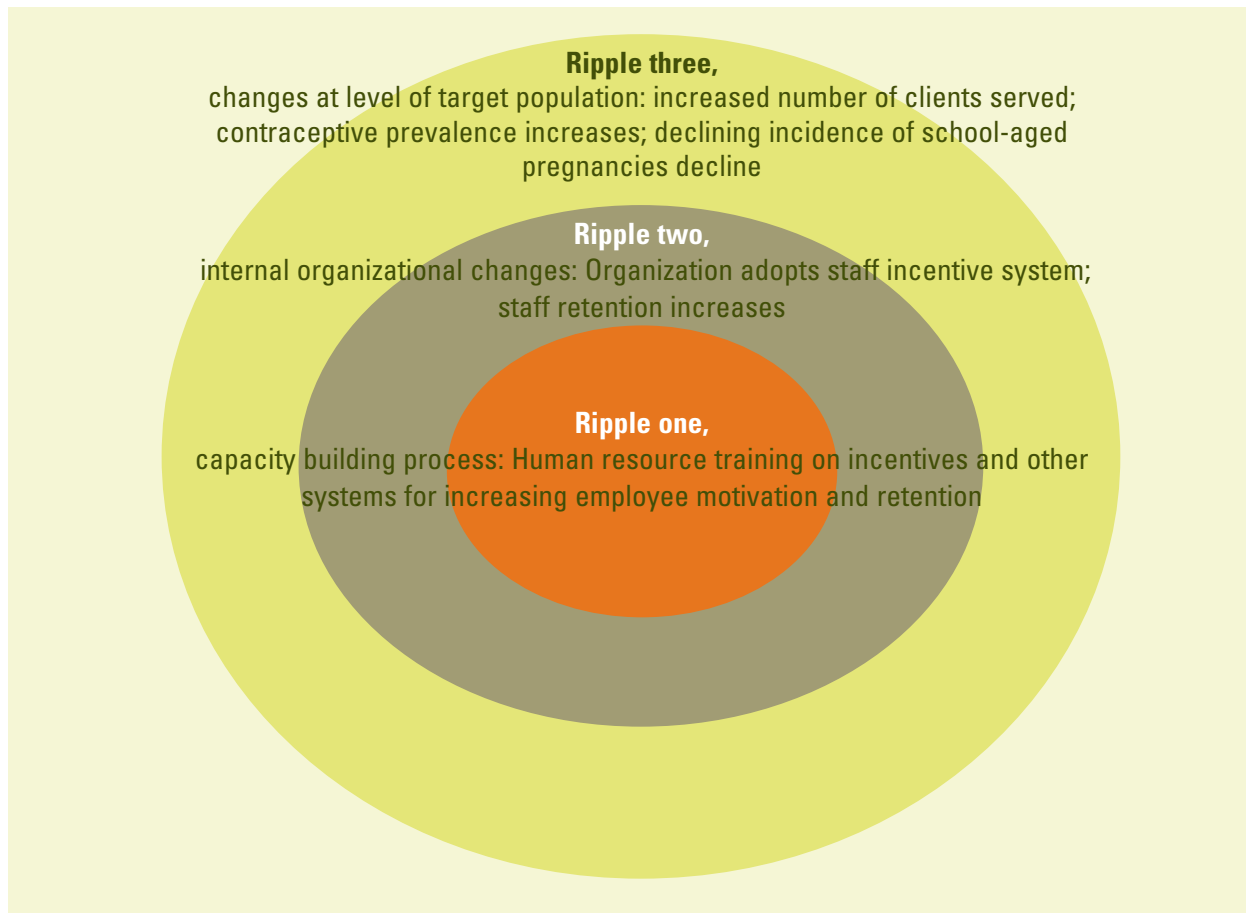 Ripple three,
changes at level of target population: increased number of clients served;
contraceptive prevalence increases; declining incidence of school-aged
pregnancies decline
Ripple two,
internal organizational changes: Organization adopts staff incentive system;
staff retention increases
Ripple one,
capacity building process: Human resource training on incentives and other
systems for increasing employee motivation and retention